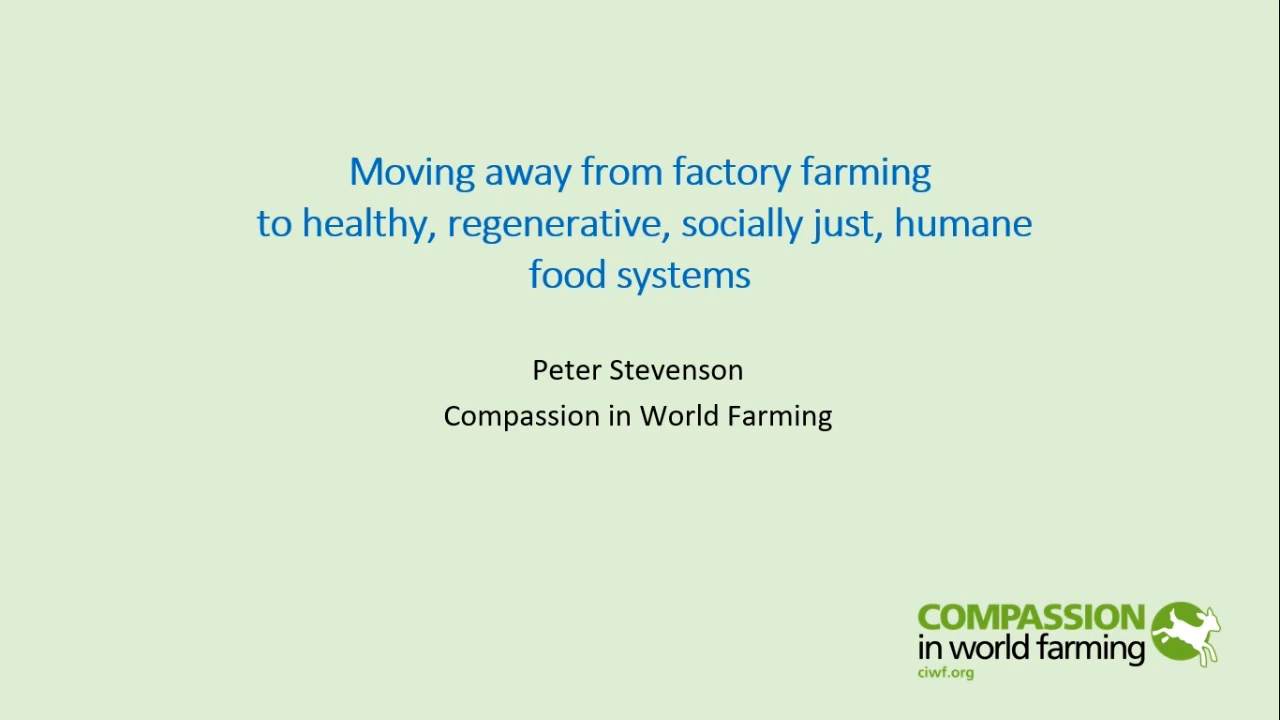 Moving away from factory farming
to healthy, regenerative, socially just, humane
food systems
Peter Stevenson
Compassion in World Farming
COMPASSION
in world farming
ciwf.org